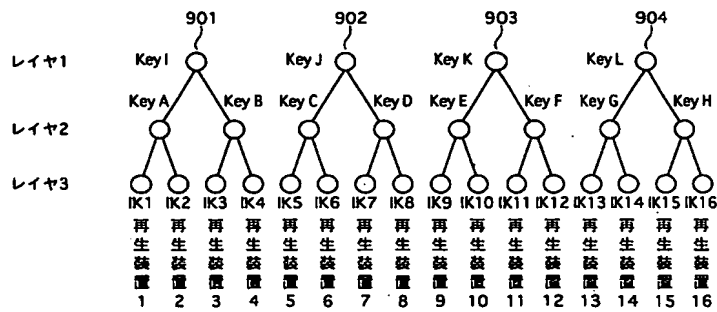 901 902 903 904
レイヤ1 Key I Key J Key K Key L
Key A Key B Key C Key D Key E Key F Key G Key H
レイヤ2
レイヤ3
IK1 IK2 IK3 IK4 IK5 IK6 IK7 IK8 IK9 IK10 IK11 IK12 IK13 IK14 IK15 IK16
再 再 再 再 再 再 再 再 再 再 再 再 再 再 再 再
生 生 生 生 生 生 生 生 生 生 生 生 生 生 生 生
装 装 装 装 装 装 装 装 装 装 装 装 装 装 装 装
置 置 置 置 置 置 置 置 置 置 置 置 置 置 置 置
1 2 3 4 5 6 7 8 9 10 11 12 13 14 15 16